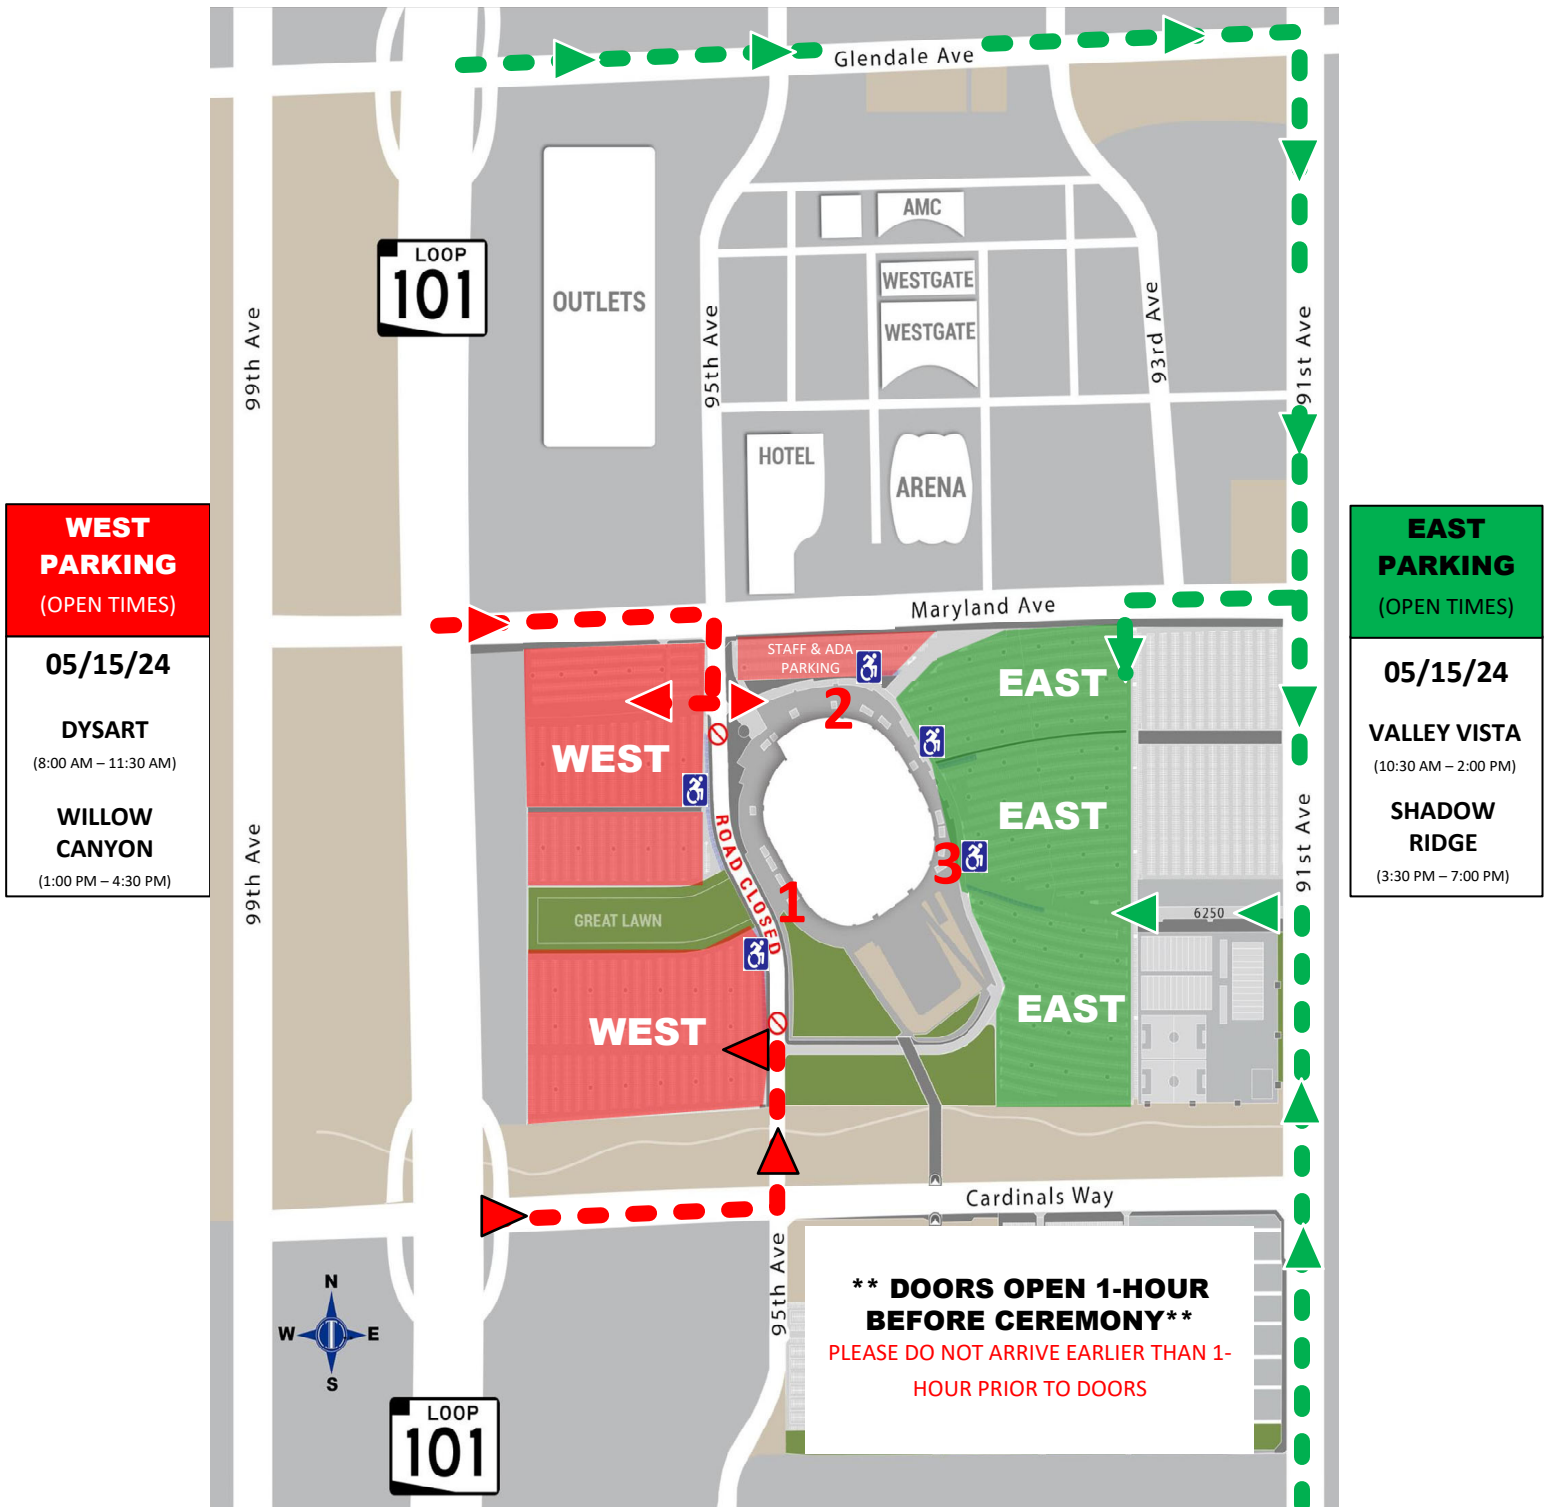 Glendale Ave
AMC
LOOP
101
OUTLETS
WESTGATE
WESTGATE
99th Ave
95th Ave
93rd Ave
91st Ave
HOTEL
ARENA
WEST
PARKING
(OPEN TIMES)
05/15/24
DYSART
(8:00 AM – 11:30 AM)
WILLOW
CANYON
(1:00 PM – 4:30 PM)
EAST
PARKING
(OPEN TIMES)
05/15/24
VALLEY VISTA
(10:30 AM – 2:00 PM)
SHADOW
RIDGE
(3:30 PM – 7:00 PM)
Maryland Ave
STAFF & ADA
PARKING
EAST
2
WEST
EAST
ROAD CLOSED
3
1
99th Ave
91st Ave
GREAT LAWN
6250
WEST
EAST
Cardinals Way
95th Ave
N
W
E
S
LOOP
101
** DOORS OPEN 1-HOUR
BEFORE CEREMONY**
PLEASE DO NOT ARRIVE EARLIER THAN 1-
HOUR PRIOR TO DOORS